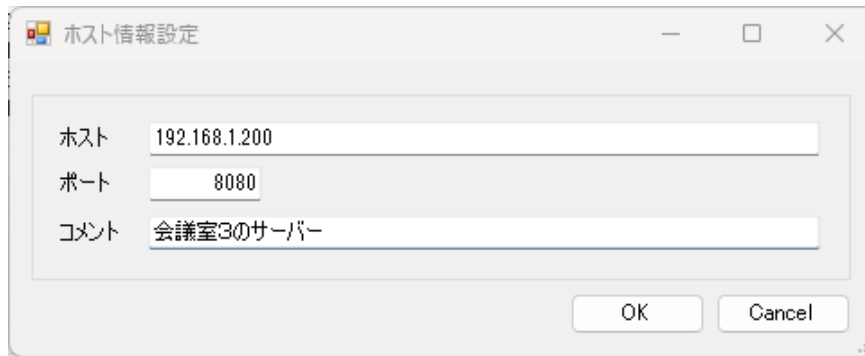 ホスト情報設定
ホスト 192.168.1.200
ポート 8080
コメント 会議室3のサーバー
OK Cancel